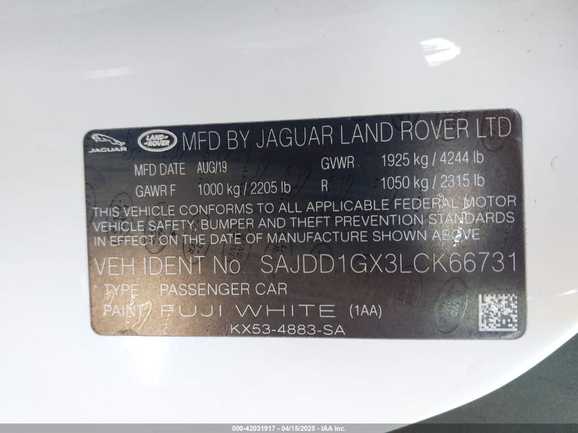 JAGUAR LAND-ROVER MFD BY JAGUAR LAND ROVER LTD
MFD DATE AUG/19 GVWR 1925 kg / 4244 lb
GAWR F 1000 kg / 2205 lb R 1050 kg / 2315 lb
THIS VEHICLE CONFORMS TO ALL APPLICABLE FEDERAL MOTOR
VEHICLE SAFETY, BUMPER AND THEFT PREVENTION STANDARDS
IN EFFECT ON THE DATE OF MANUFACTURE SHOWN ABOVE.
VEH IDENT No SAJDD1GX3LCK66731
* TYPE PASSENGER CAR
PAINT FUJI WHITE (1AA)
KX53-4883-SA
000-42031917 - 04/15/2025 - IAA Inc.